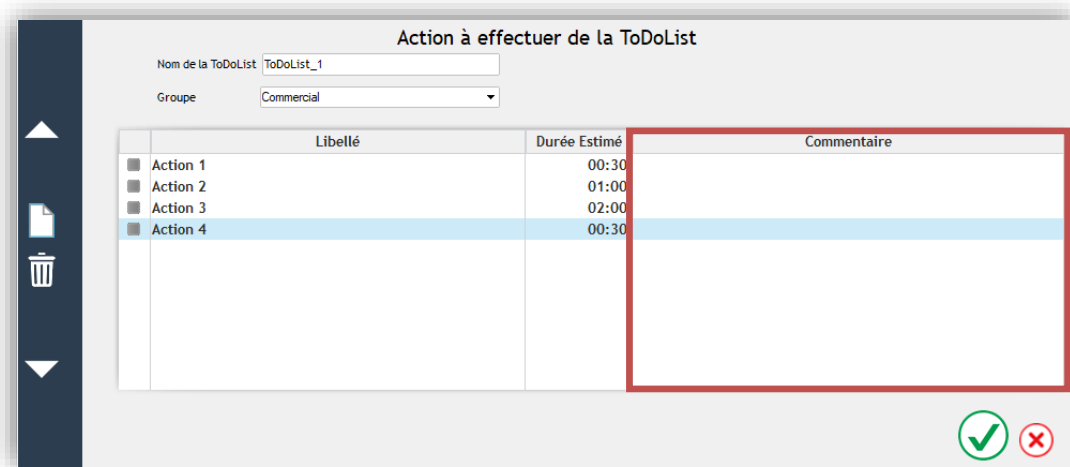 Action à effectuer de la ToDoList
Nom de la ToDoList ToDoList_1
Groupe Commercial
Libellé Durée Estimé Commentaire
Action 1 00:30
Action 2 01:00
Action 3 02:00
Action 4 00:30